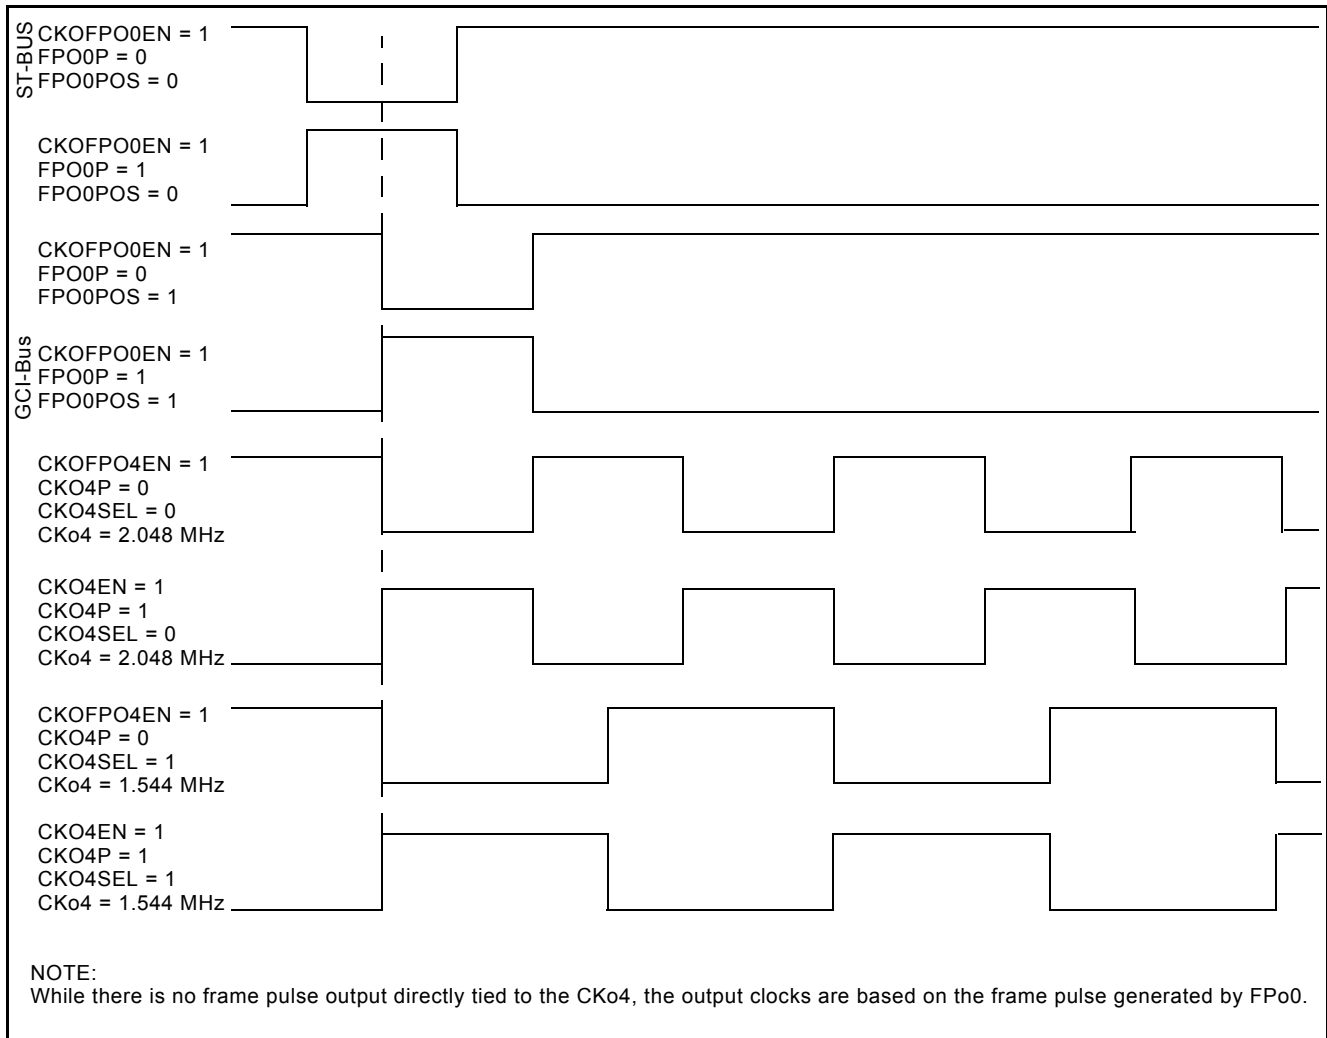 ST-BUS
CKOFPO0EN = 1
FPO0P = 0
FPO0POS = 0
CKOFPO0EN = 1
FPO0P = 1
FPO0POS = 0
CKOFPO0EN = 1
FPO0P = 0
FPO0POS = 1
GCI-Bus
CKOFPO0EN = 1
FPO0P = 1
FPO0POS = 1
CKOFPO4EN = 1
CKO4P = 0
CKO4SEL = 0
CKo4 = 2.048 MHz
CKO4EN = 1
CKO4P = 1
CKO4SEL = 0
CKo4 = 2.048 MHz
CKOFPO4EN = 1
CKO4P = 0
CKO4SEL = 1
CKo4 = 1.544 MHz
CKO4EN = 1
CKO4P = 1
CKO4SEL = 1
CKo4 = 1.544 MHz
NOTE:
While there is no frame pulse output directly tied to the CKo4, the output clocks are based on the frame pulse generated by FPo0.